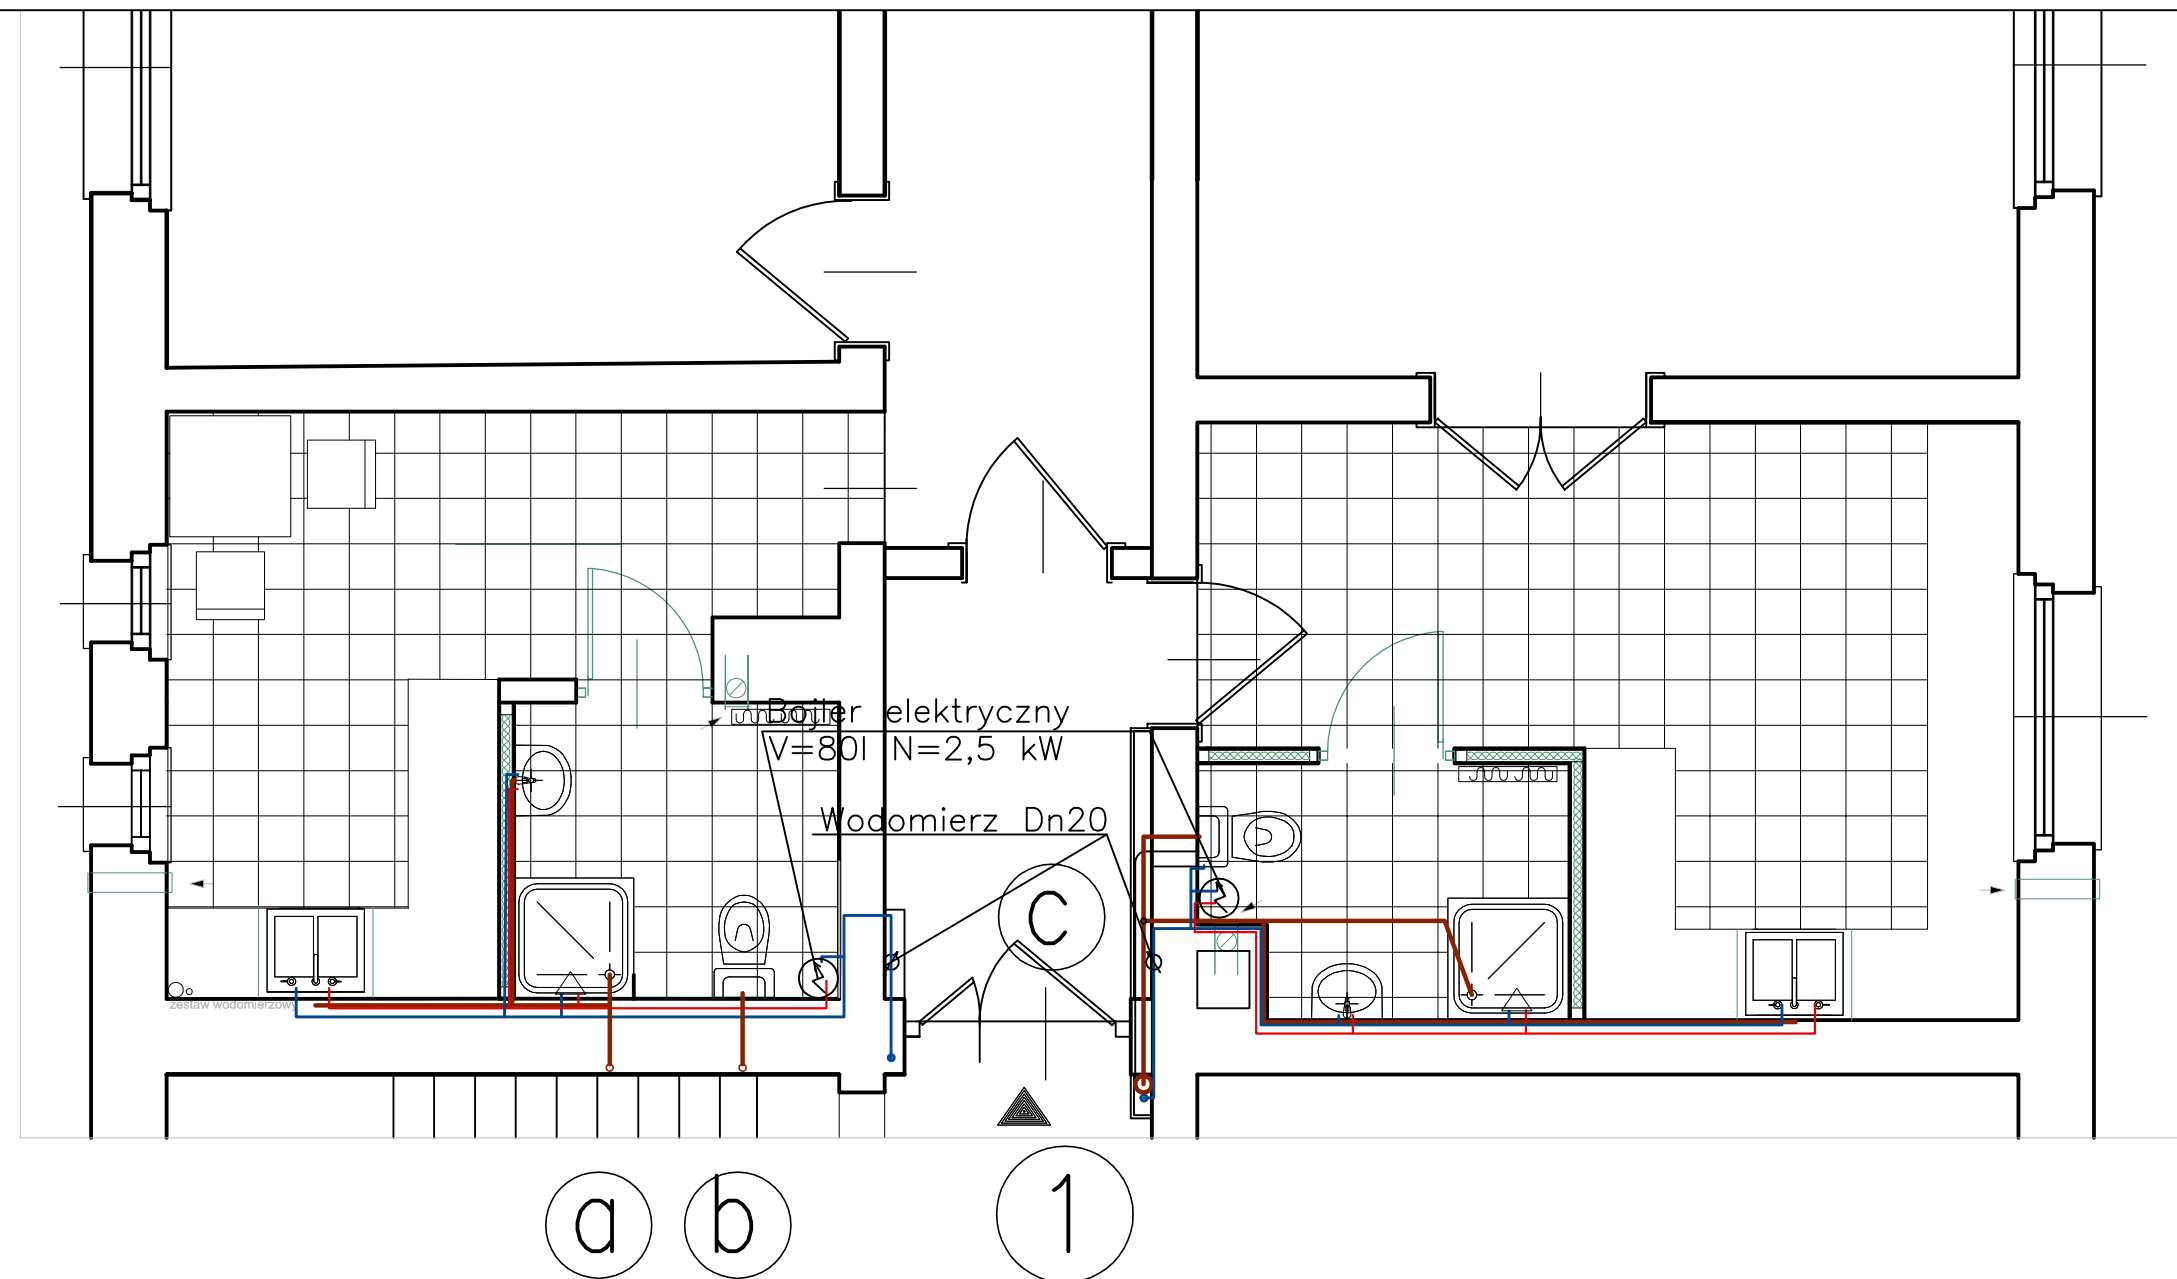 Bojler elektryczny
V=80l N=2,5 kW
Wodomierz Dn20
C
zestaw wodomierzowy
a
b
1